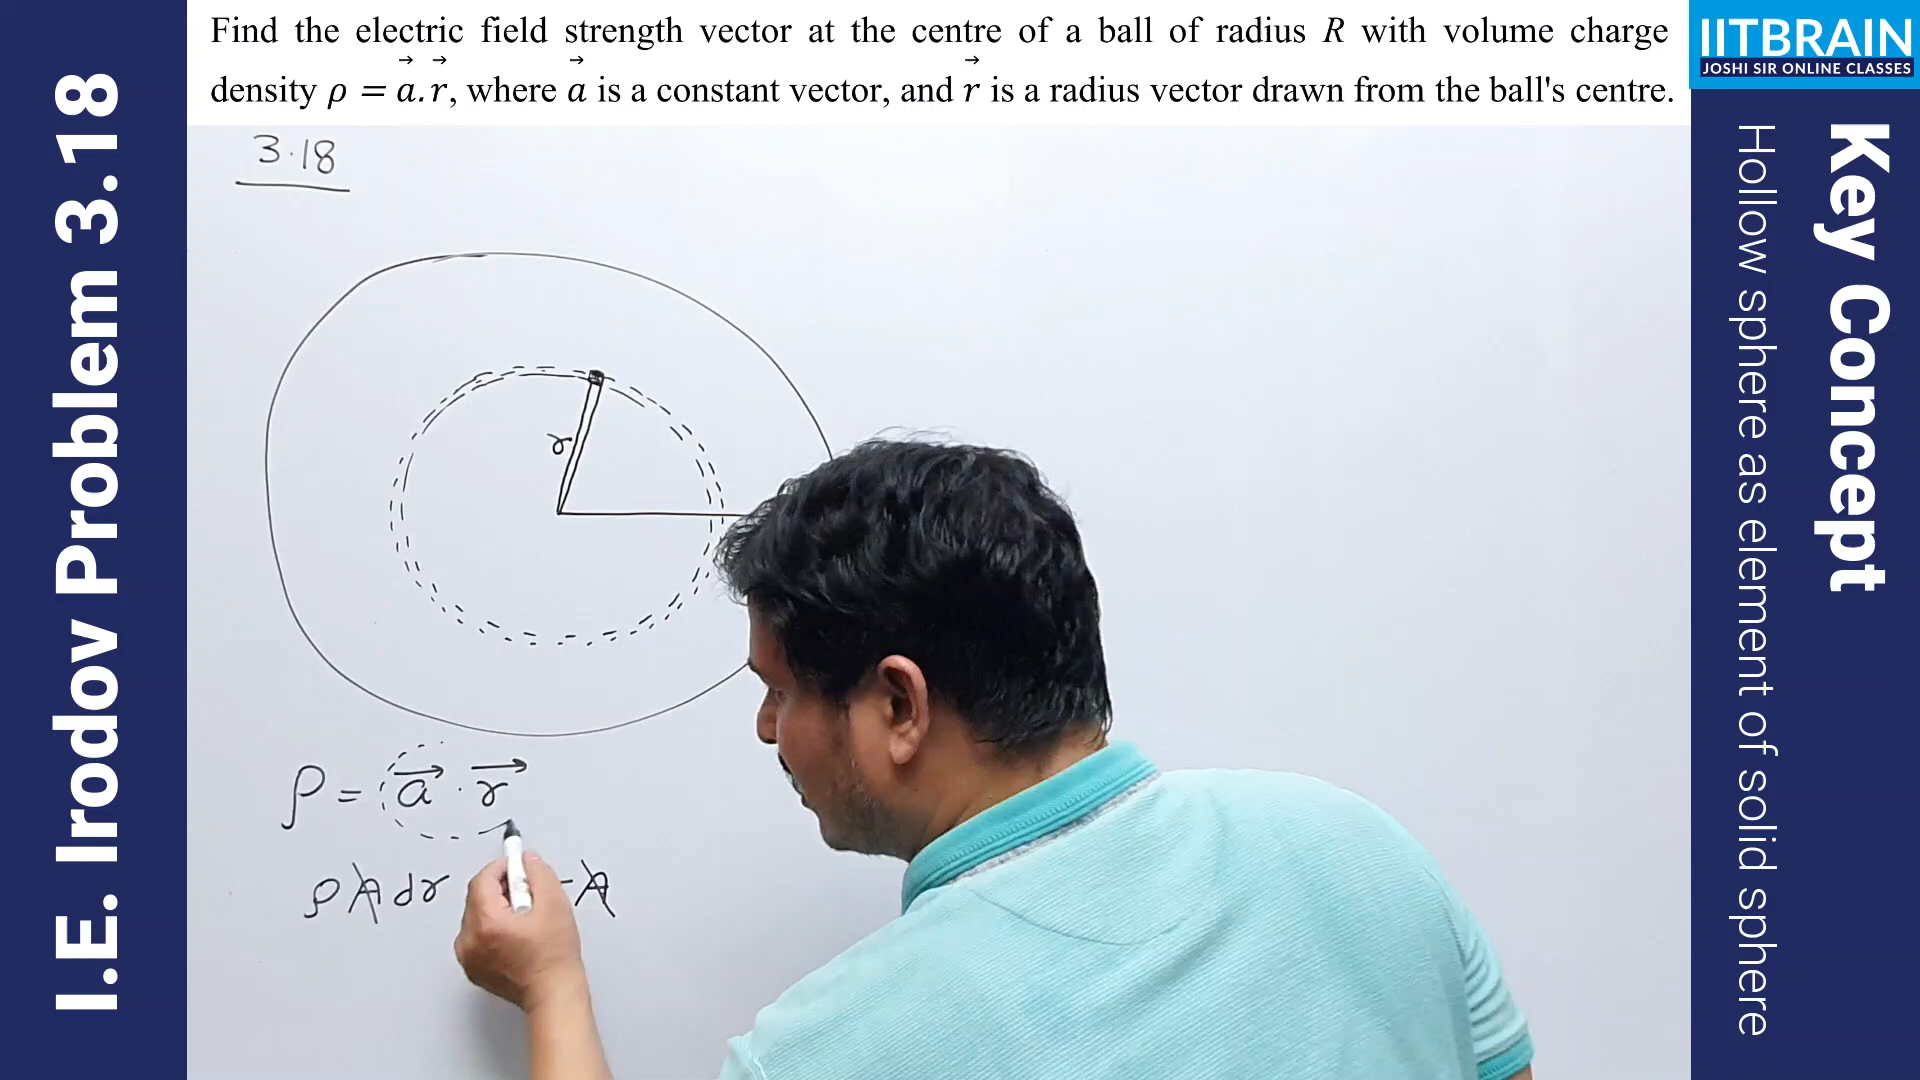 Find the electric field strength vector at the centre of a ball of radius R with volume charge
density ρ = a⃗. r⃗, where a⃗ is a constant vector, and r⃗ is a radius vector drawn from the ball's centre.
IITBRAIN
JOSHI SIR ONLINE CLASSES
I.E. Irodov Problem 3.18
Key Concept
Hollow sphere as element of solid sphere
3.18
r
ρ = a⃗ · r⃗
ρ A dr A